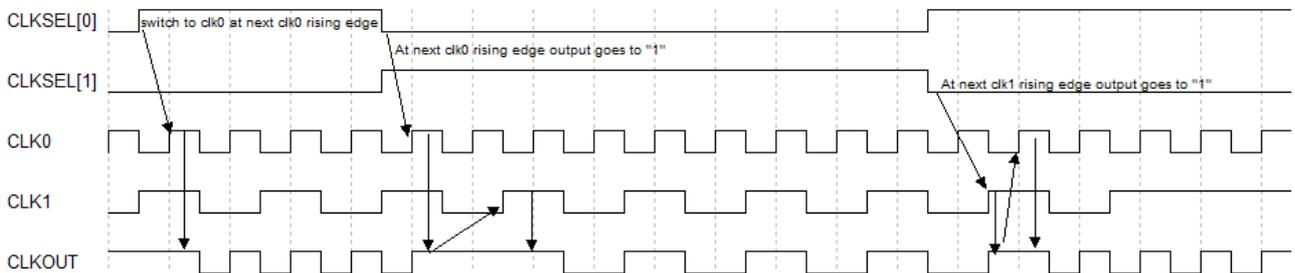 CLKSEL[0]
switch to clk0 at next clk0 rising edge
At next clk0 rising edge output goes to "1"
CLKSEL[1]
At next clk1 rising edge output goes to "1"
CLK0
CLK1
CLKOUT